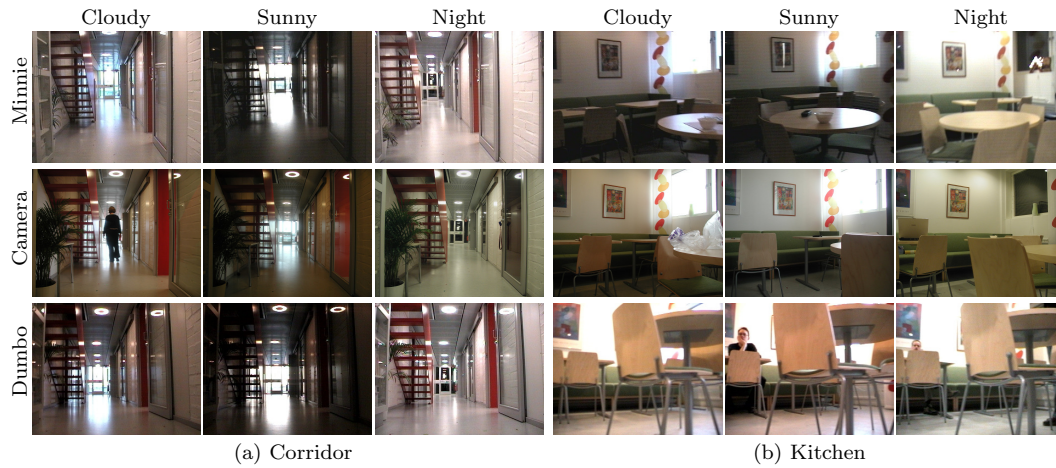 Cloudy Sunny Night Cloudy Sunny Night
Minnie
Camera
Dumbo
(a) Corridor (b) Kitchen